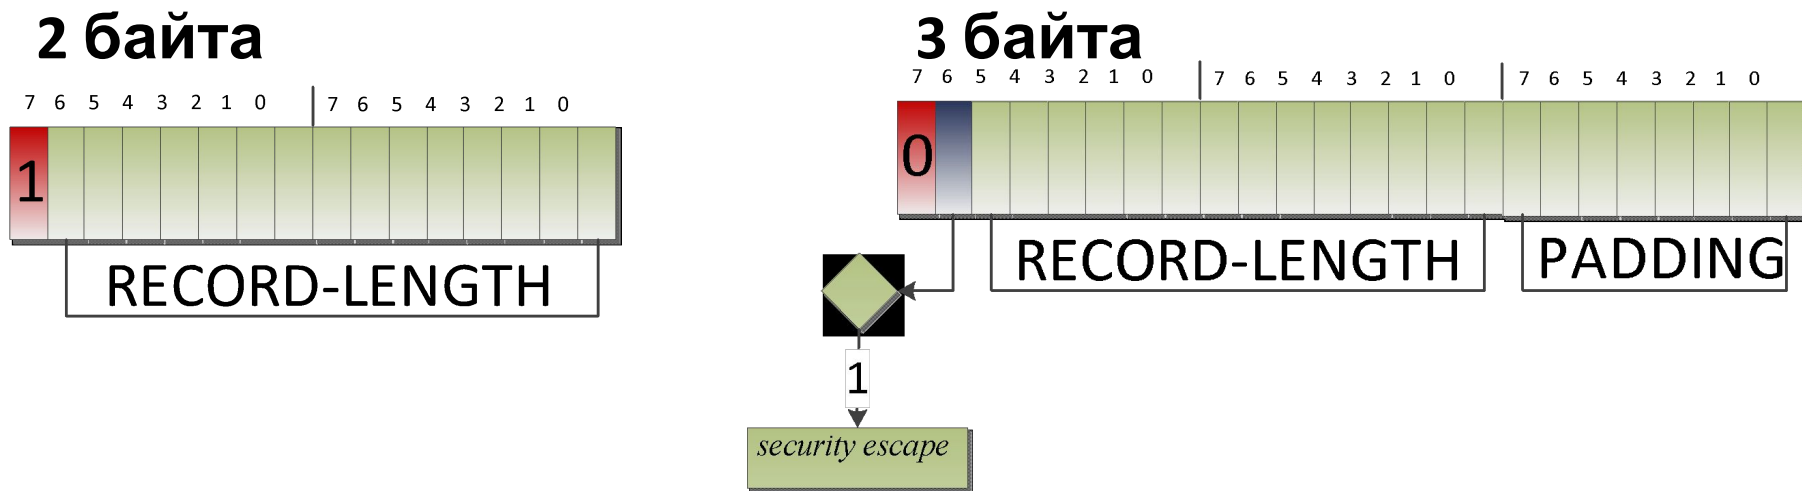 2 байта
7 6 5 4 3 2 1 0 7 6 5 4 3 2 1 0
1
RECORD-LENGTH
3 байта
7 6 5 4 3 2 1 0 7 6 5 4 3 2 1 0 7 6 5 4 3 2 1 0
0
RECORD-LENGTH
PADDING
1
security escape